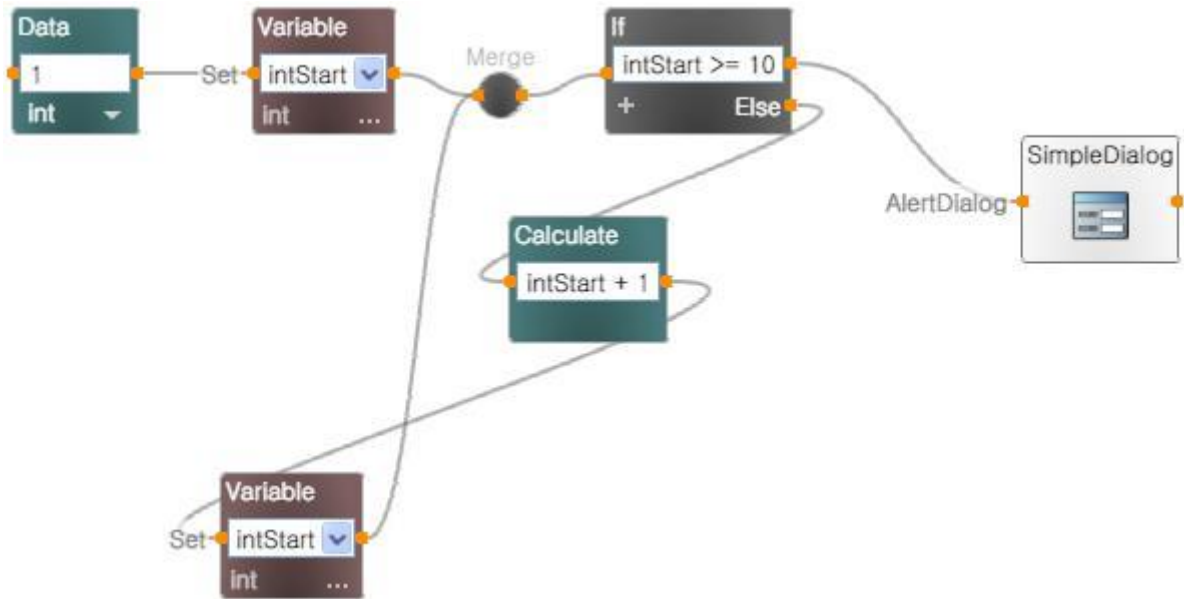 Data
1
int
Set
Variable
intStart
int ...
Merge
If
intStart >= 10
+ Else
AlertDialog
SimpleDialog
Calculate
intStart + 1
Set
Variable
intStart
int ...